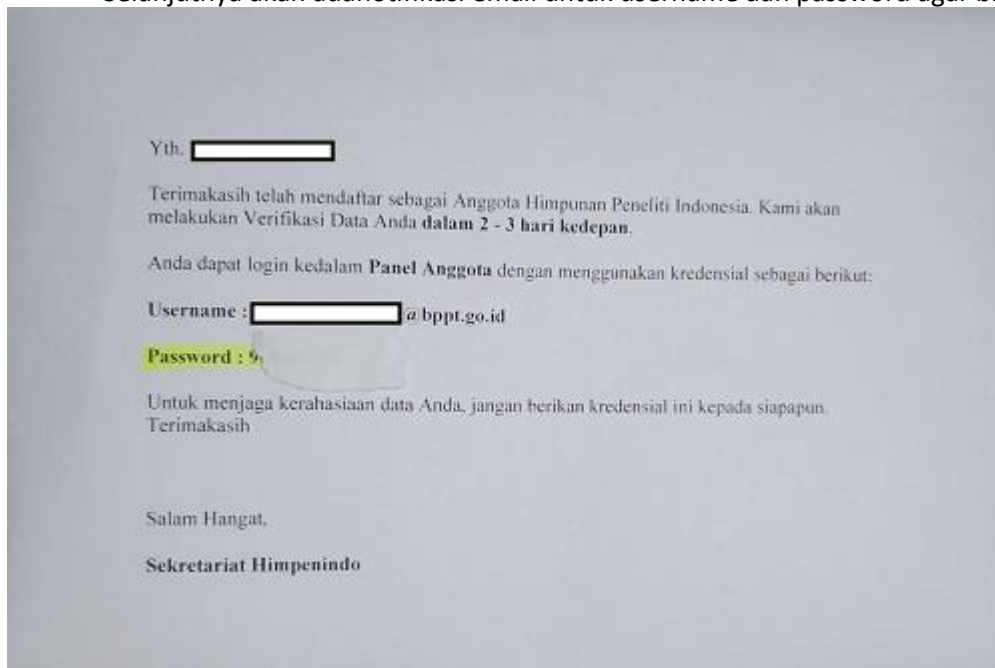 Yth.
Terimakasih telah mendaftar sebagai Anggota Himpunan Peneliti Indonesia. Kami akan
melakukan Verifikasi Data Anda dalam 2 - 3 hari kedepan.
Anda dapat login kedalam Panel Anggota dengan menggunakan kredensial sebagai berikut:
Username : @bppt.go.id
Password : 9
Untuk menjaga kerahasiaan data Anda, jangan berikan kredensial ini kepada siapapun.
Terimakasih
Salam Hangat,
Sekretariat Himpenindo